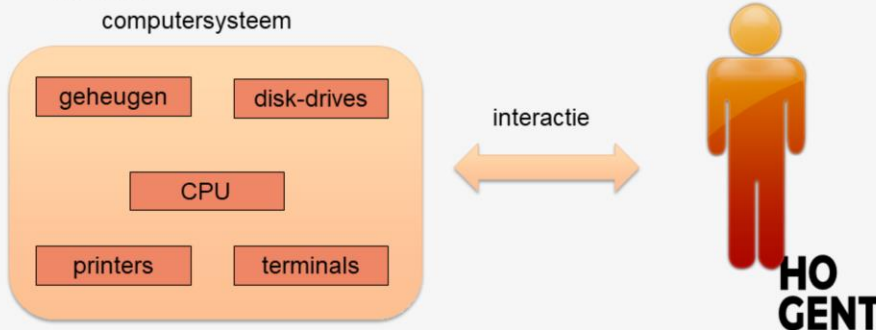 computersysteem
geheugen
disk-drives
interactie
CPU
printers
terminals
HO
GENT